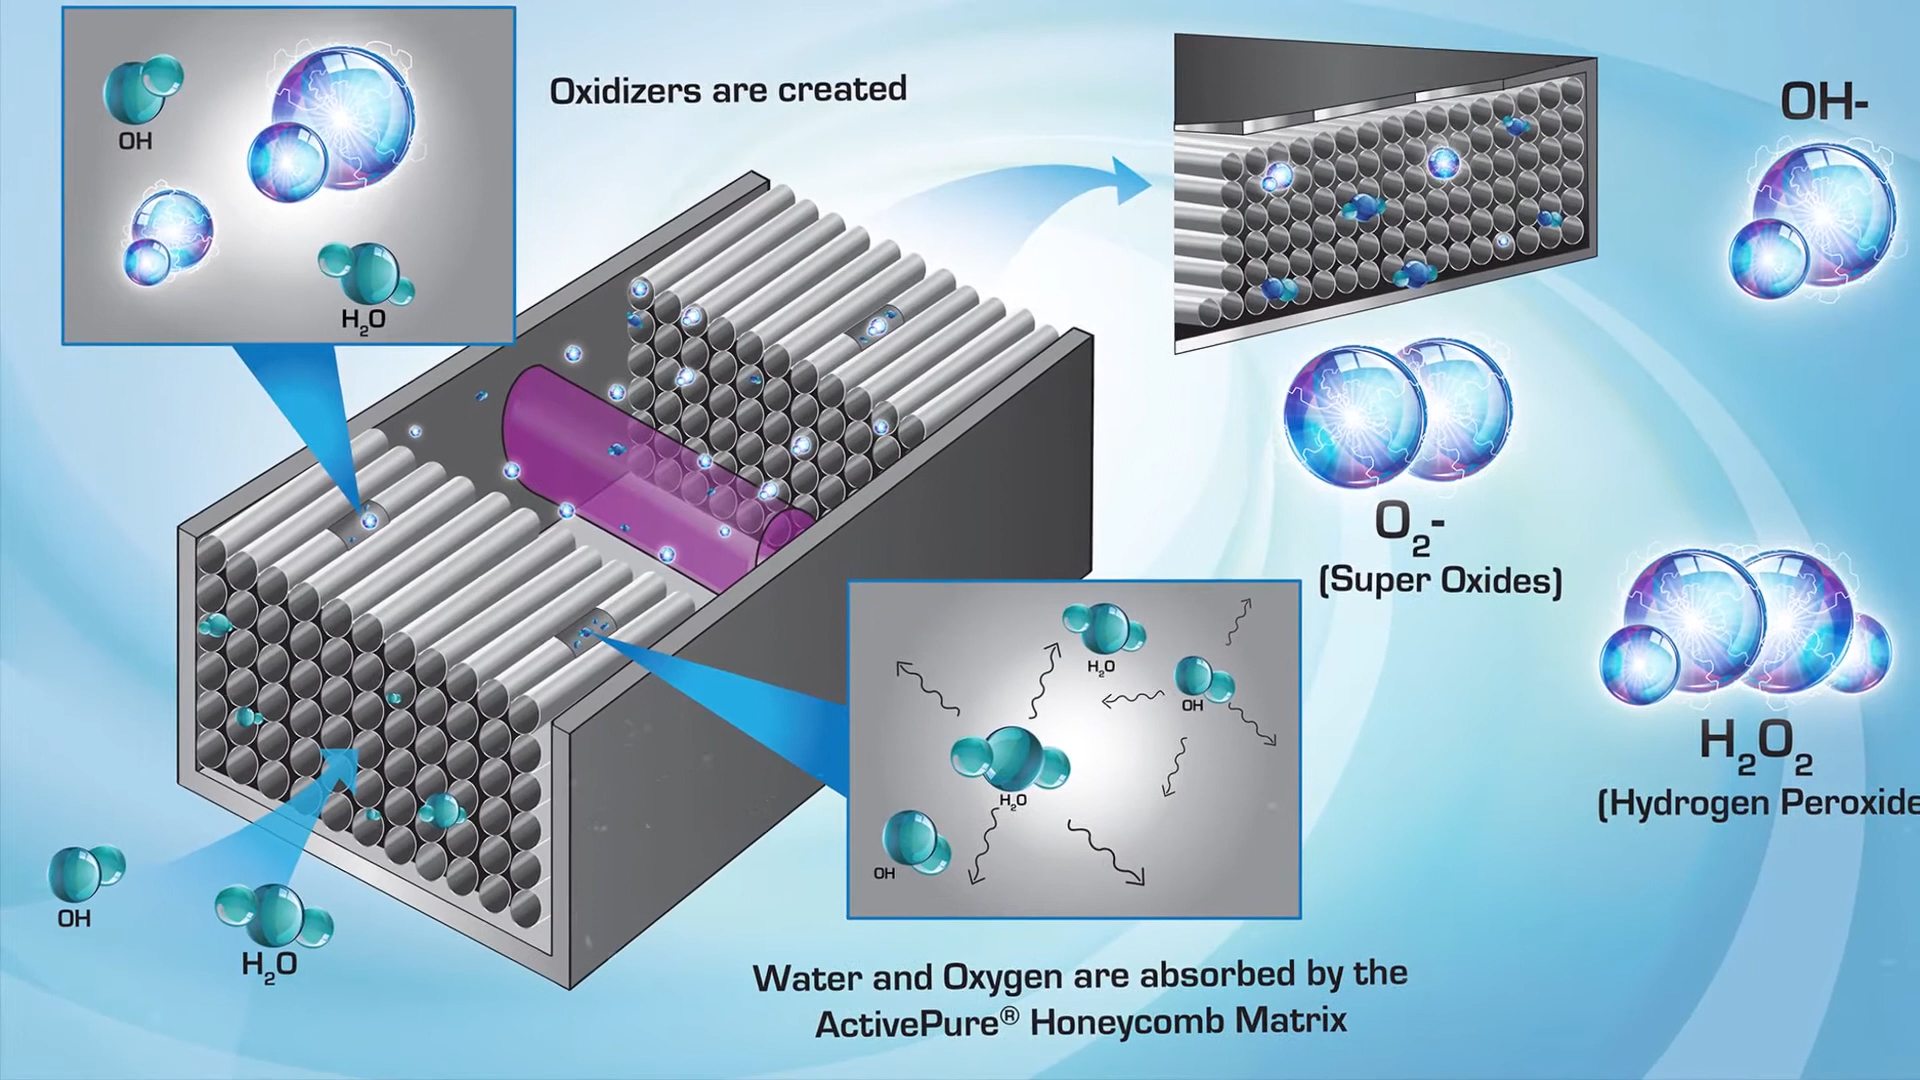 OH
H₂O
Oxidizers are created
OH-
O₂-
(Super Oxides)
H₂O₂
(Hydrogen Peroxide
H₂O
OH
H₂O
OH
OH
H₂O
Water and Oxygen are absorbed by the
ActivePure® Honeycomb Matrix